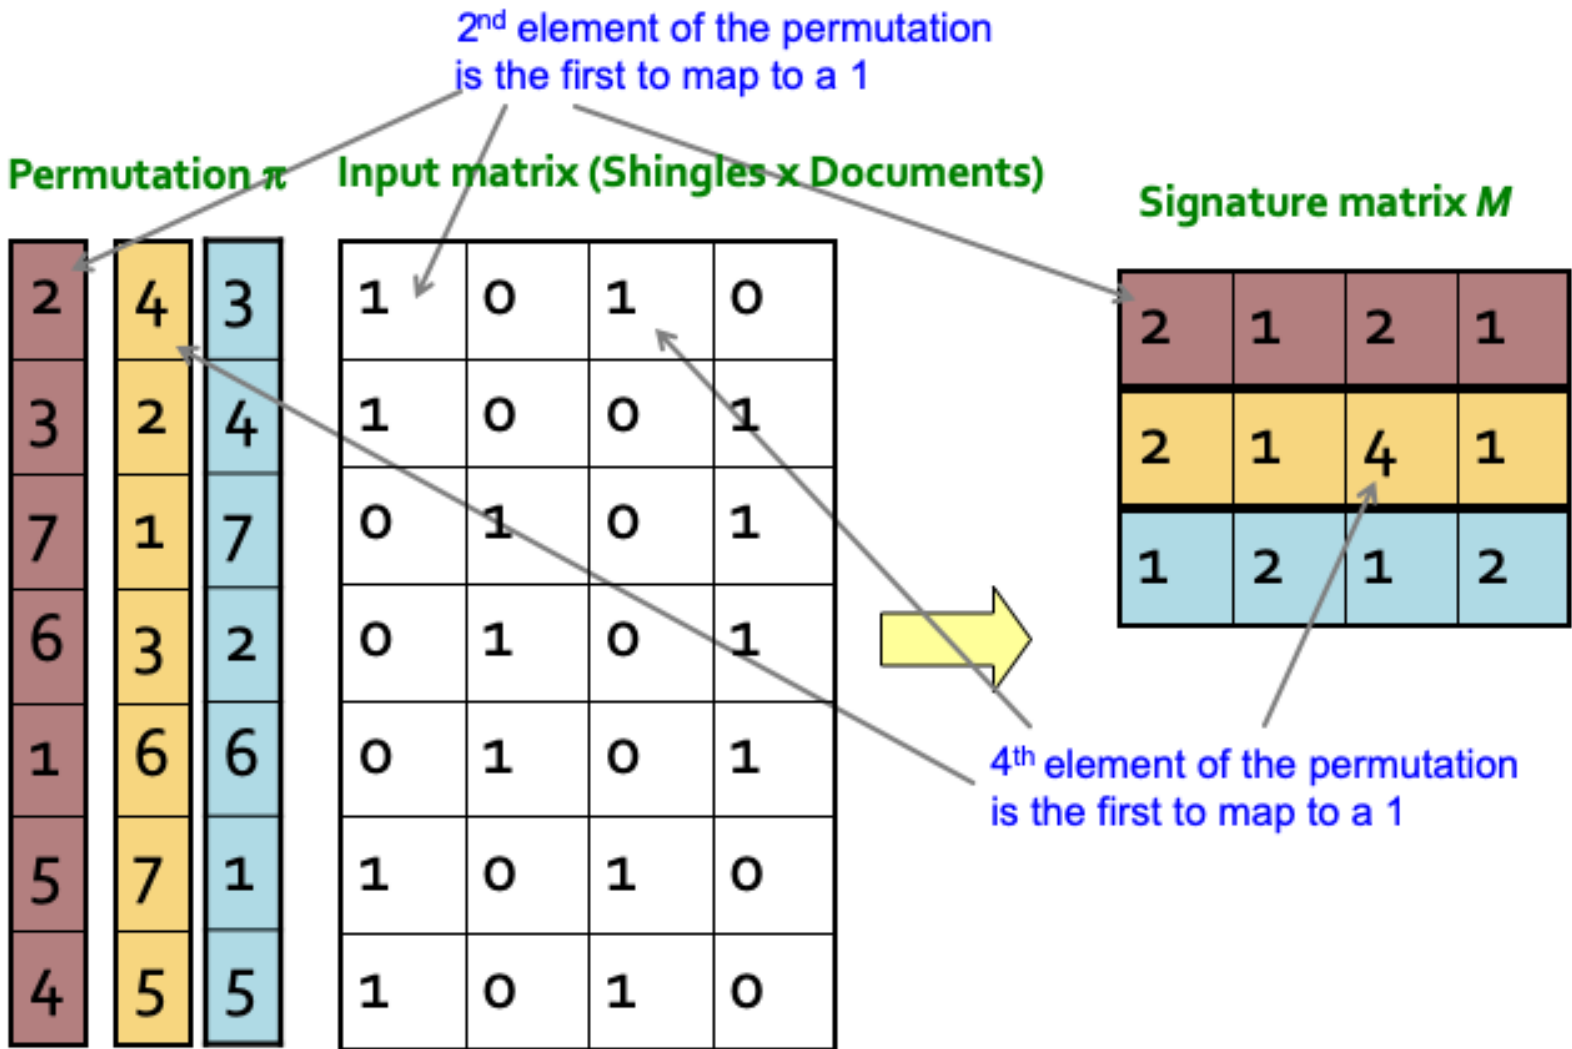 2nd element of the permutation
is the first to map to a 1
Permutation π
Input matrix (Shingles x Documents)
Signature matrix M
2 4 3 1 0 1 0
3 2 4 1 0 0 1
7 1 7 0 1 0 1
6 3 2 0 1 0 1
1 6 6 0 1 0 1
5 7 1 1 0 1 0
4 5 5 1 0 1 0
2 1 2 1
2 1 4 1
1 2 1 2
4th element of the permutation
is the first to map to a 1